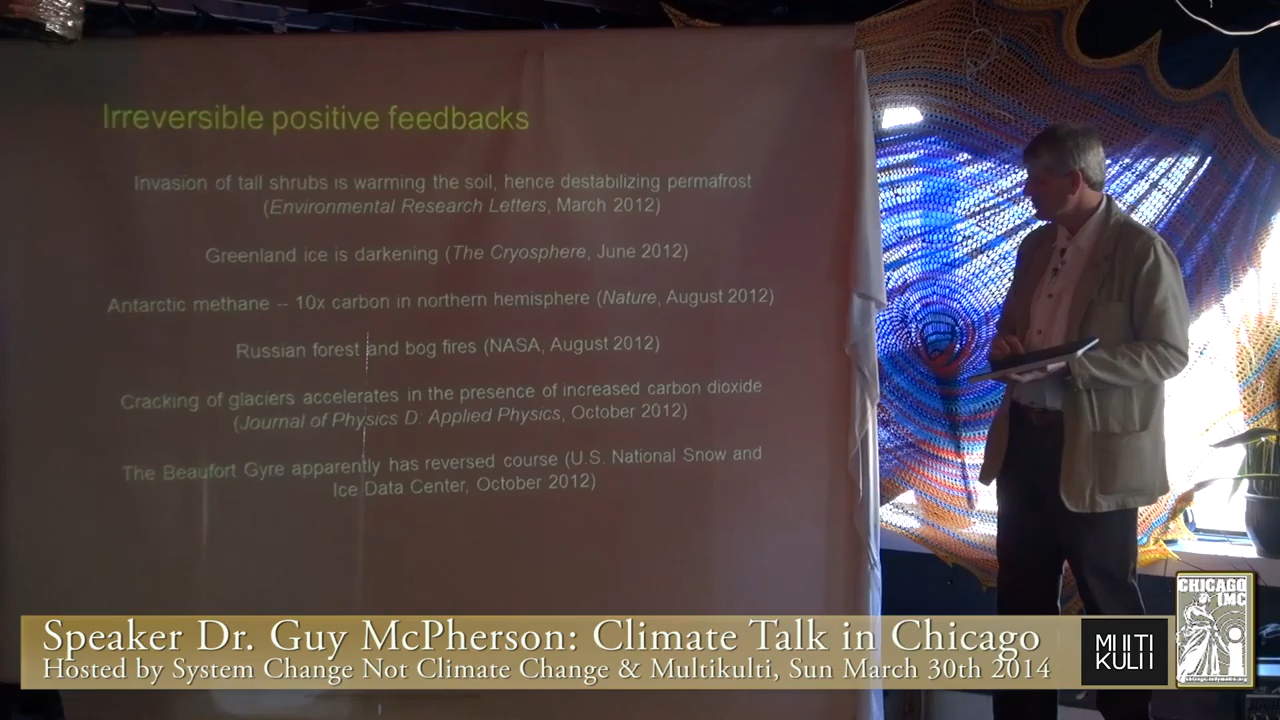 Irreversible positive feedbacks
Invasion of tall shrubs is warming the soil, hence destabilizing permafrost
(Environmental Research Letters, March 2012)
Greenland ice is darkening (The Cryosphere, June 2012)
Antarctic methane -- 10x carbon in northern hemisphere (Nature, August 2012)
Russian forest and bog fires (NASA, August 2012)
Cracking of glaciers accelerates in the presence of increased carbon dioxide
(Journal of Physics D: Applied Physics, October 2012)
The Beaufort Gyre apparently has reversed course (U.S. National Snow and
Ice Data Center, October 2012)
Speaker Dr. Guy McPherson: Climate Talk in Chicago
Hosted by System Change Not Climate Change & Multikulti, Sun March 30th 2014
MULTI
KULTI
CHICAGO
IMC
chicago.indymedia.org